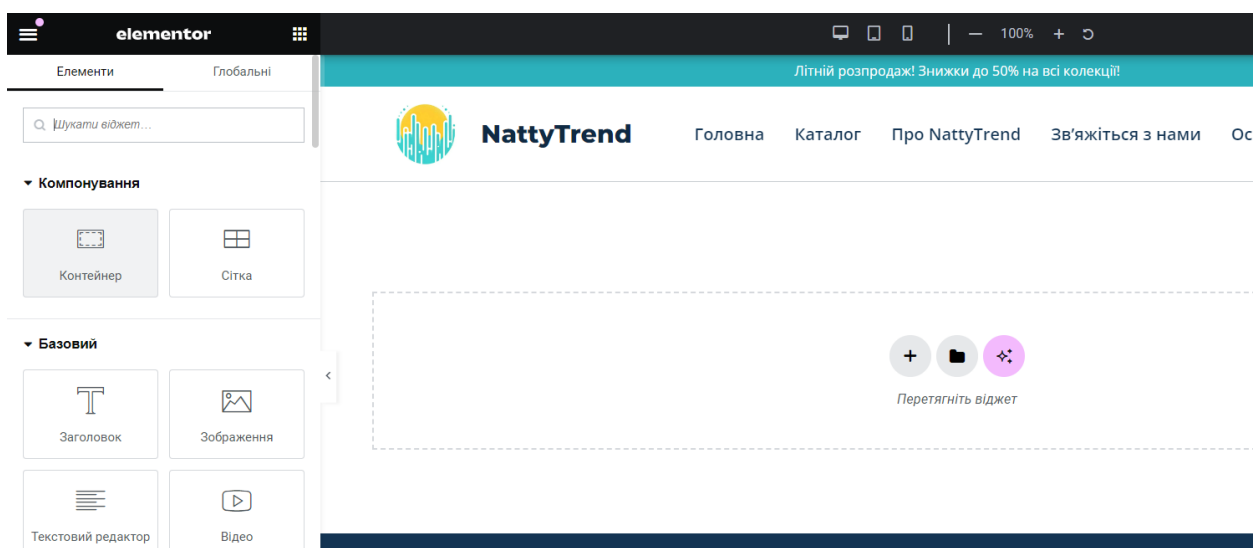 elementor
100%
Елементи
Глобальні
Літній розпродаж! Знижки до 50% на всі колекції!
Шукати віджет...
NattyTrend
Головна
Каталог
Про NattyTrend
Зв'яжіться з нами
Ос
Компонування
Контейнер
Сітка
Базовий
Заголовок
Зображення
Перетягніть віджет
Текстовий редактор
Відео